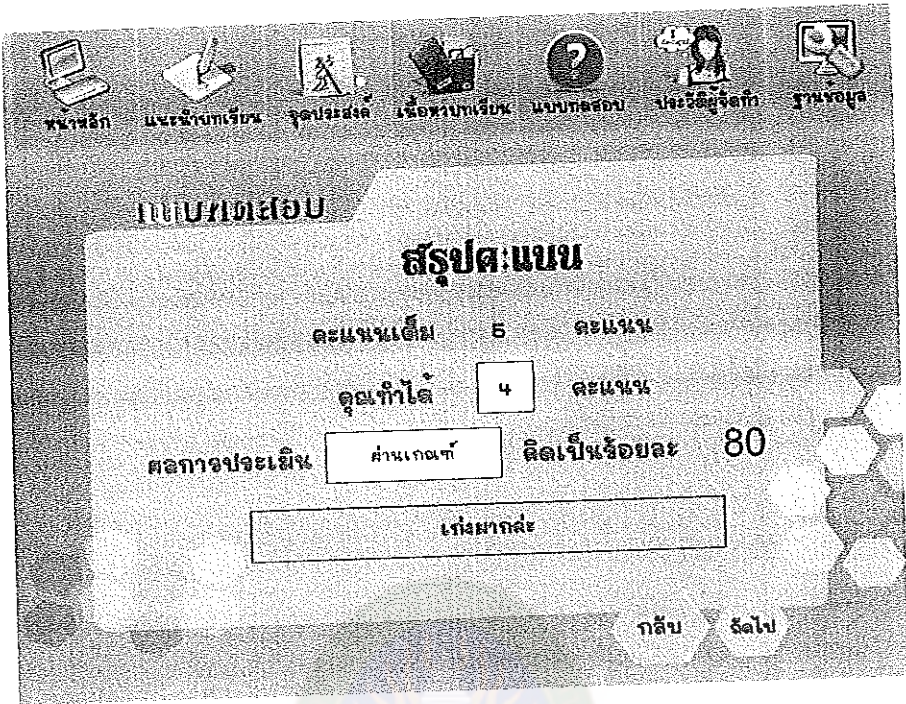 หน้าหลัก แนะนำบทเรียน จุดประสงค์ เนื้อหาบทเรียน แบบทดสอบ ประวัติผู้จัดทำ ฐานข้อมูล
แบบทดสอบ
สรุปคะแนน
คะแนนเต็ม 5 คะแนน
คุณทำได้ 4 คะแนน
ผลการประเมิน ผ่านเกณฑ์ คิดเป็นร้อยละ 80
เก่งมากค่ะ
กลับ ถัดไป